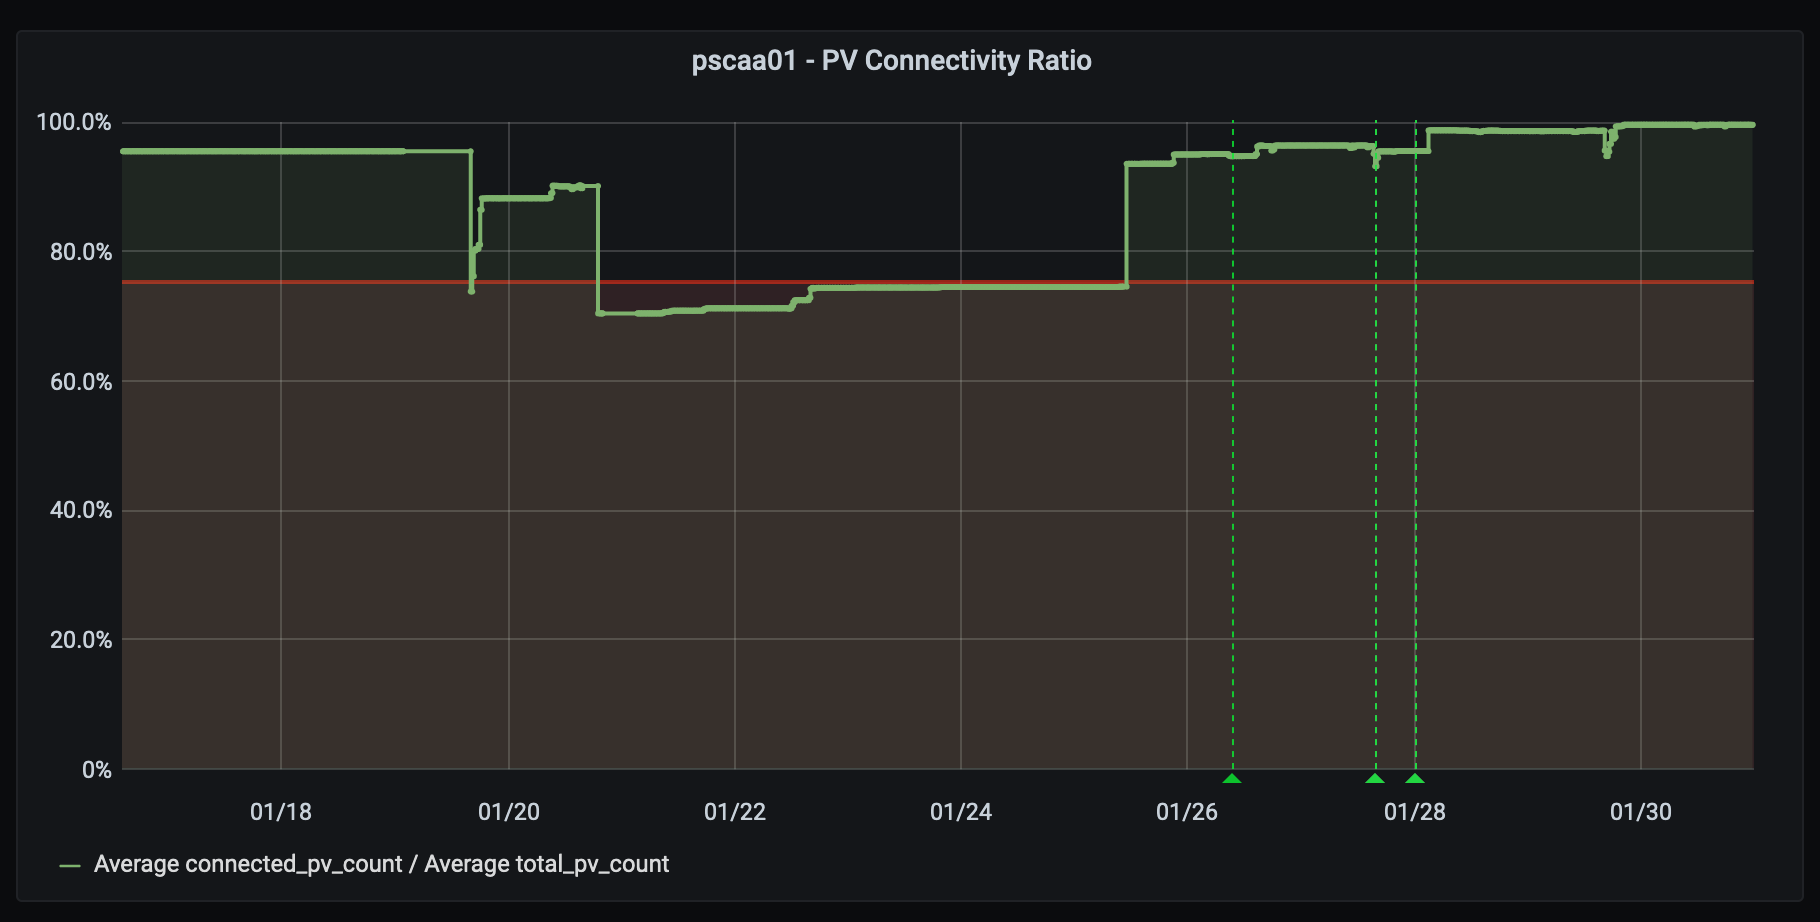 pscaa01 - PV Connectivity Ratio
100.0%
80.0%
60.0%
40.0%
20.0%
0%
01/18 01/20 01/22 01/24 01/26 01/28 01/30
Average connected_pv_count / Average total_pv_count